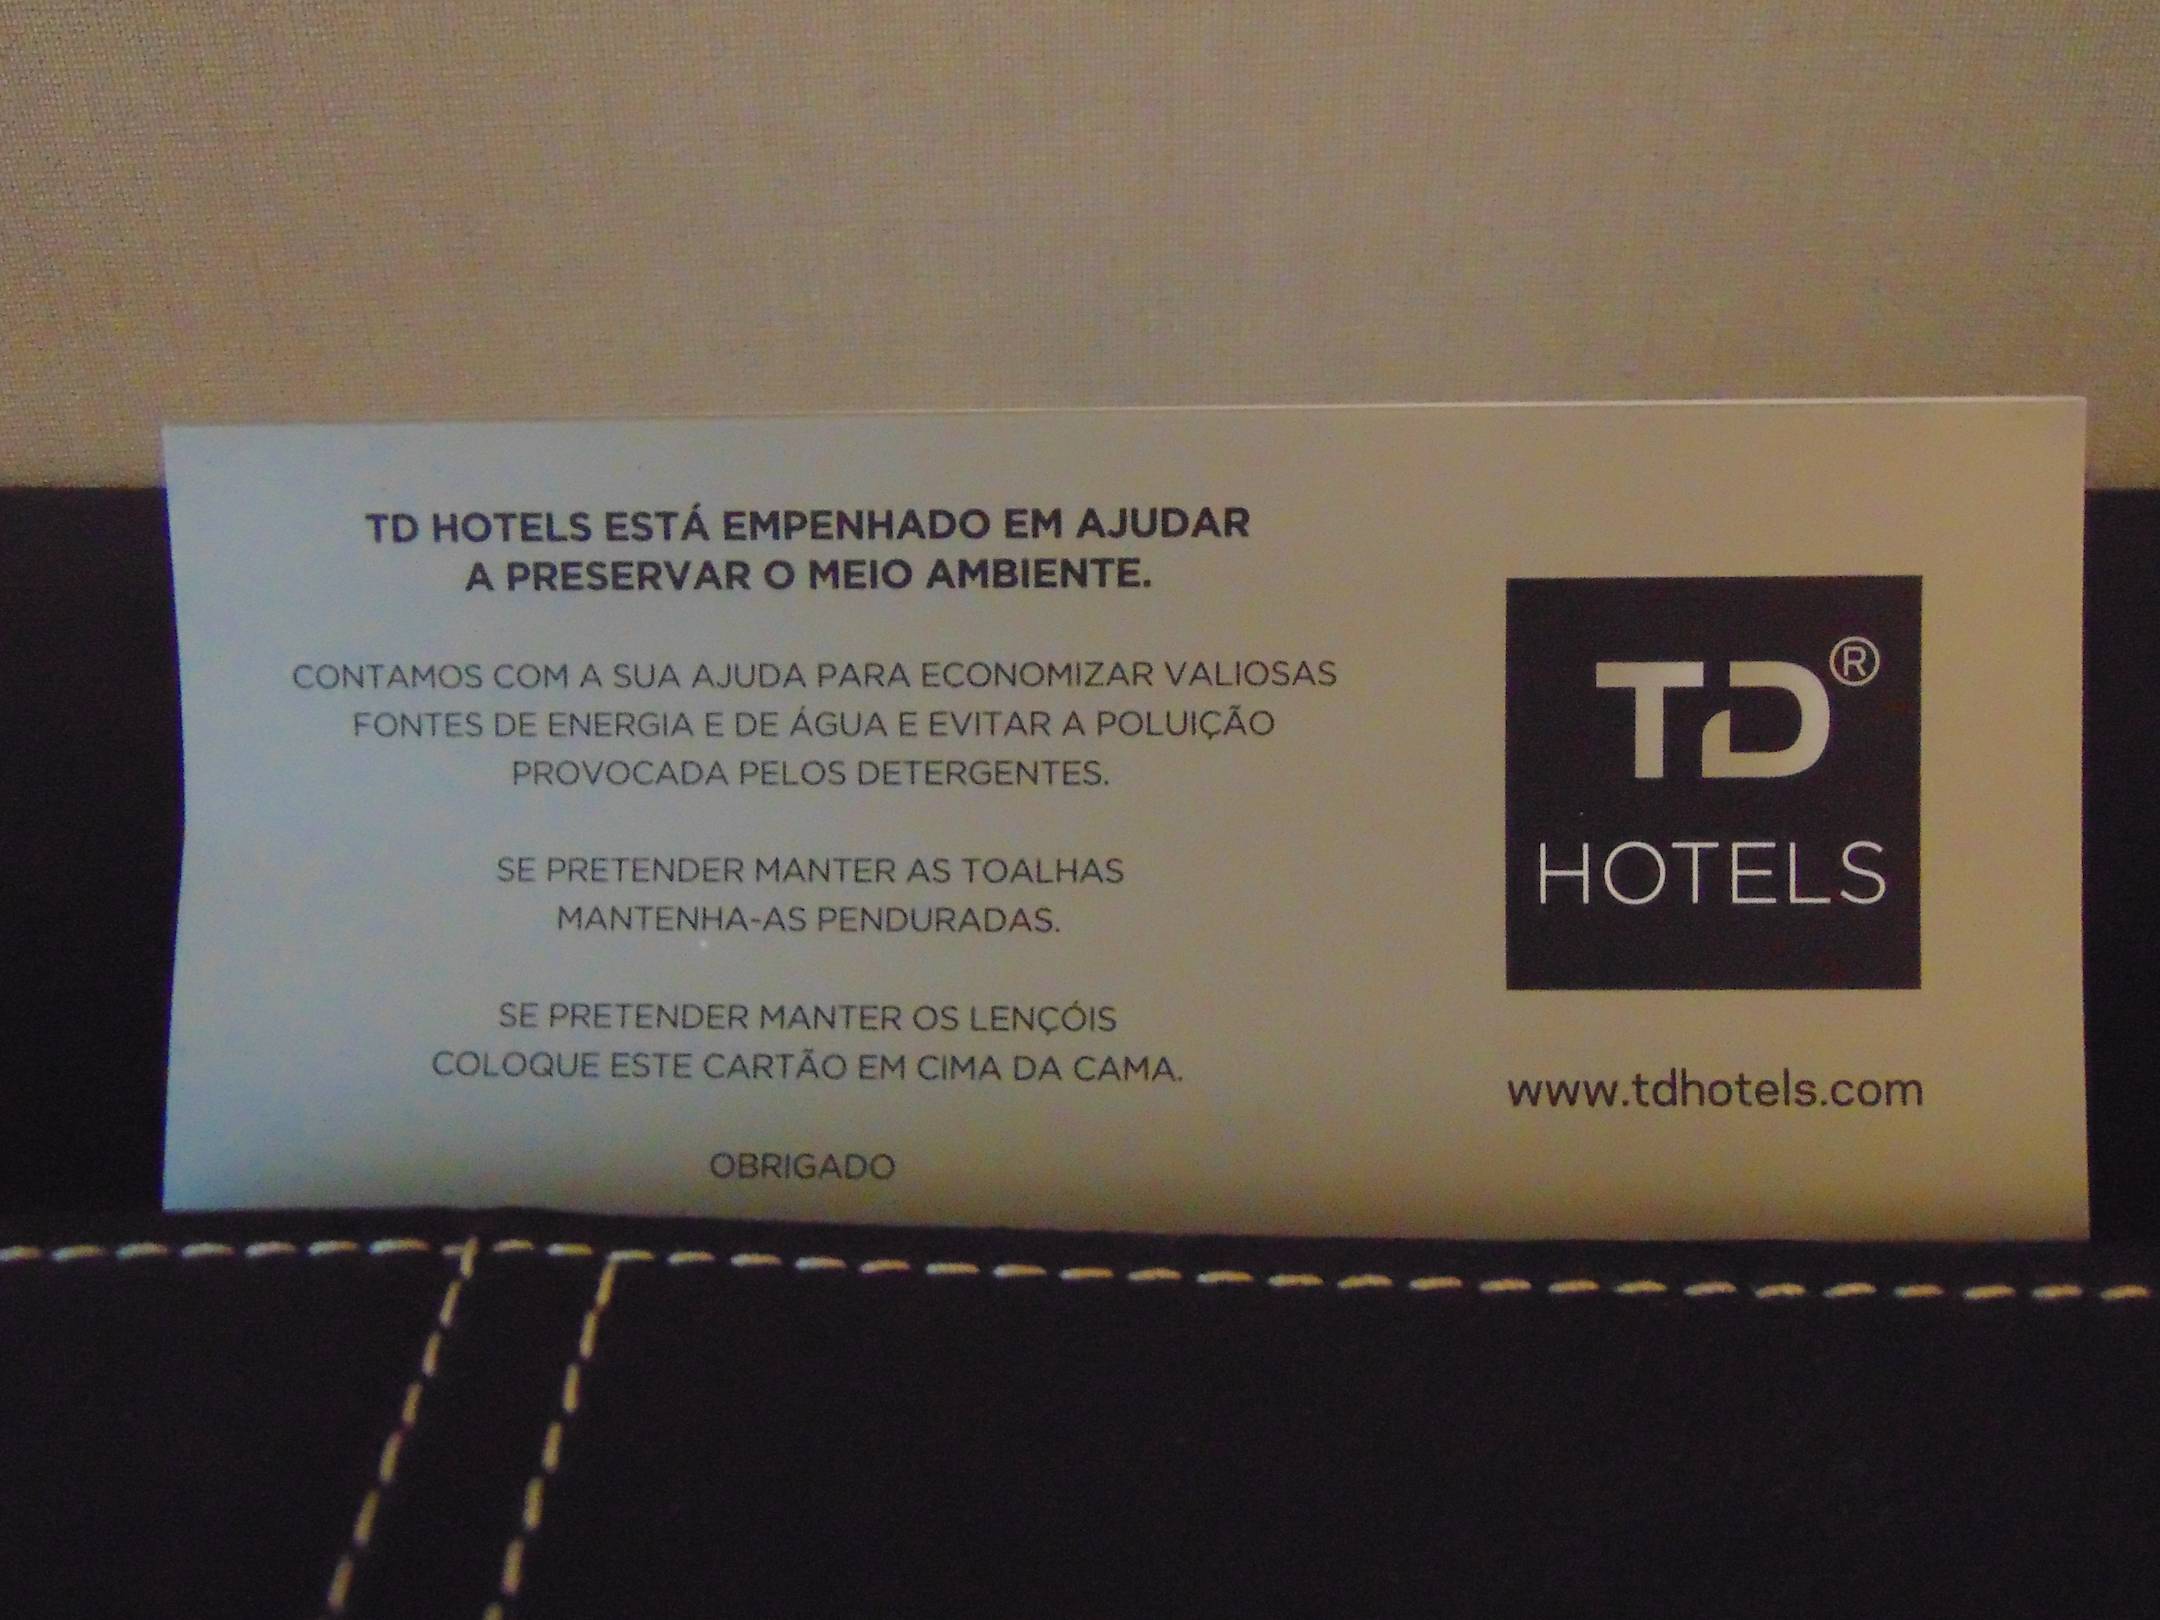 TD HOTELS ESTÁ EMPENHADO EM AJUDAR
A PRESERVAR O MEIO AMBIENTE.
CONTAMOS COM A SUA AJUDA PARA ECONOMIZAR VALIOSAS
FONTES DE ENERGIA E DE ÁGUA E EVITAR A POLUIÇÃO
PROVOCADA PELOS DETERGENTES.
SE PRETENDER MANTER AS TOALHAS
MANTENHA-AS PENDURADAS.
SE PRETENDER MANTER OS LENÇÓIS
COLOQUE ESTE CARTÃO EM CIMA DA CAMA.
OBRIGADO
TD®
HOTELS
www.tdhotels.com